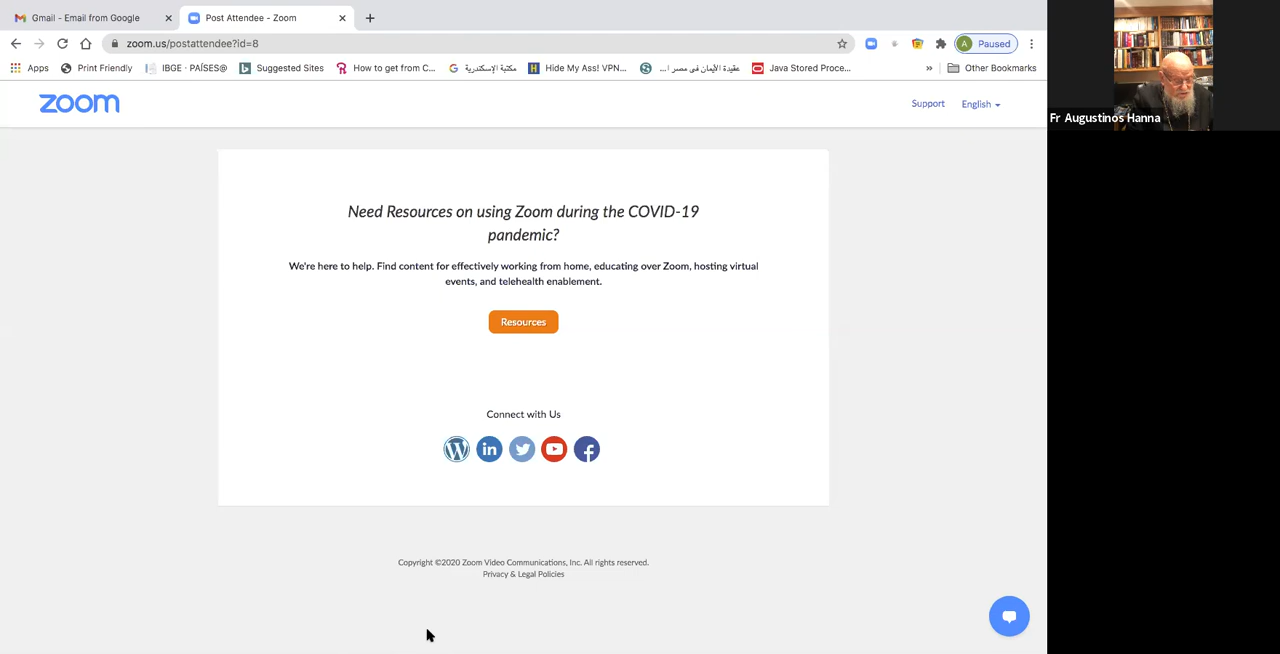 Gmail - Email from Google
Post Attendee - Zoom
zoom.us/postattendee?id=8
A Paused
Apps
Print Friendly
IBGE · PAÍSES@
Suggested Sites
How to get from C...
مكتبة الإسكندرية
Hide My Ass! VPN...
عقيدة الأيمان فى مصر ا...
Java Stored Proce...
»
Other Bookmarks
zoom
Support
English
Need Resources on using Zoom during the COVID-19
pandemic?
We're here to help. Find content for effectively working from home, educating over Zoom, hosting virtual
events, and telehealth enablement.
Resources
Connect with Us
Copyright ©2020 Zoom Video Communications, Inc. All rights reserved.
Privacy & Legal Policies
Fr Augustinos Hanna